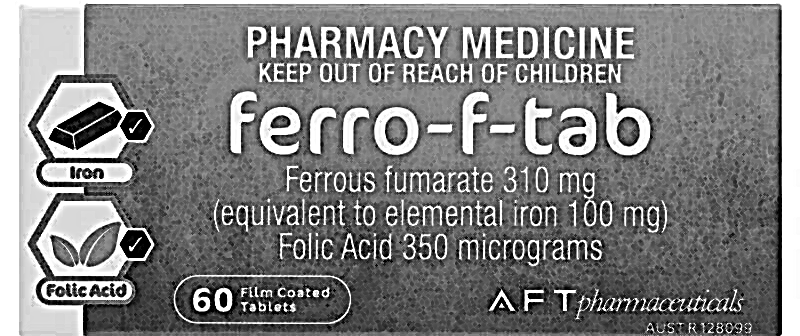 PHARMACY MEDICINE
KEEP OUT OF REACH OF CHILDREN
ferro-f-tab
Iron
Ferrous fumarate 310 mg
(equivalent to elemental iron 100 mg)
Folic Acid 350 micrograms
Folic Acid
60 Film Coated
Tablets
AFT pharmaceuticals
AUST R 128099